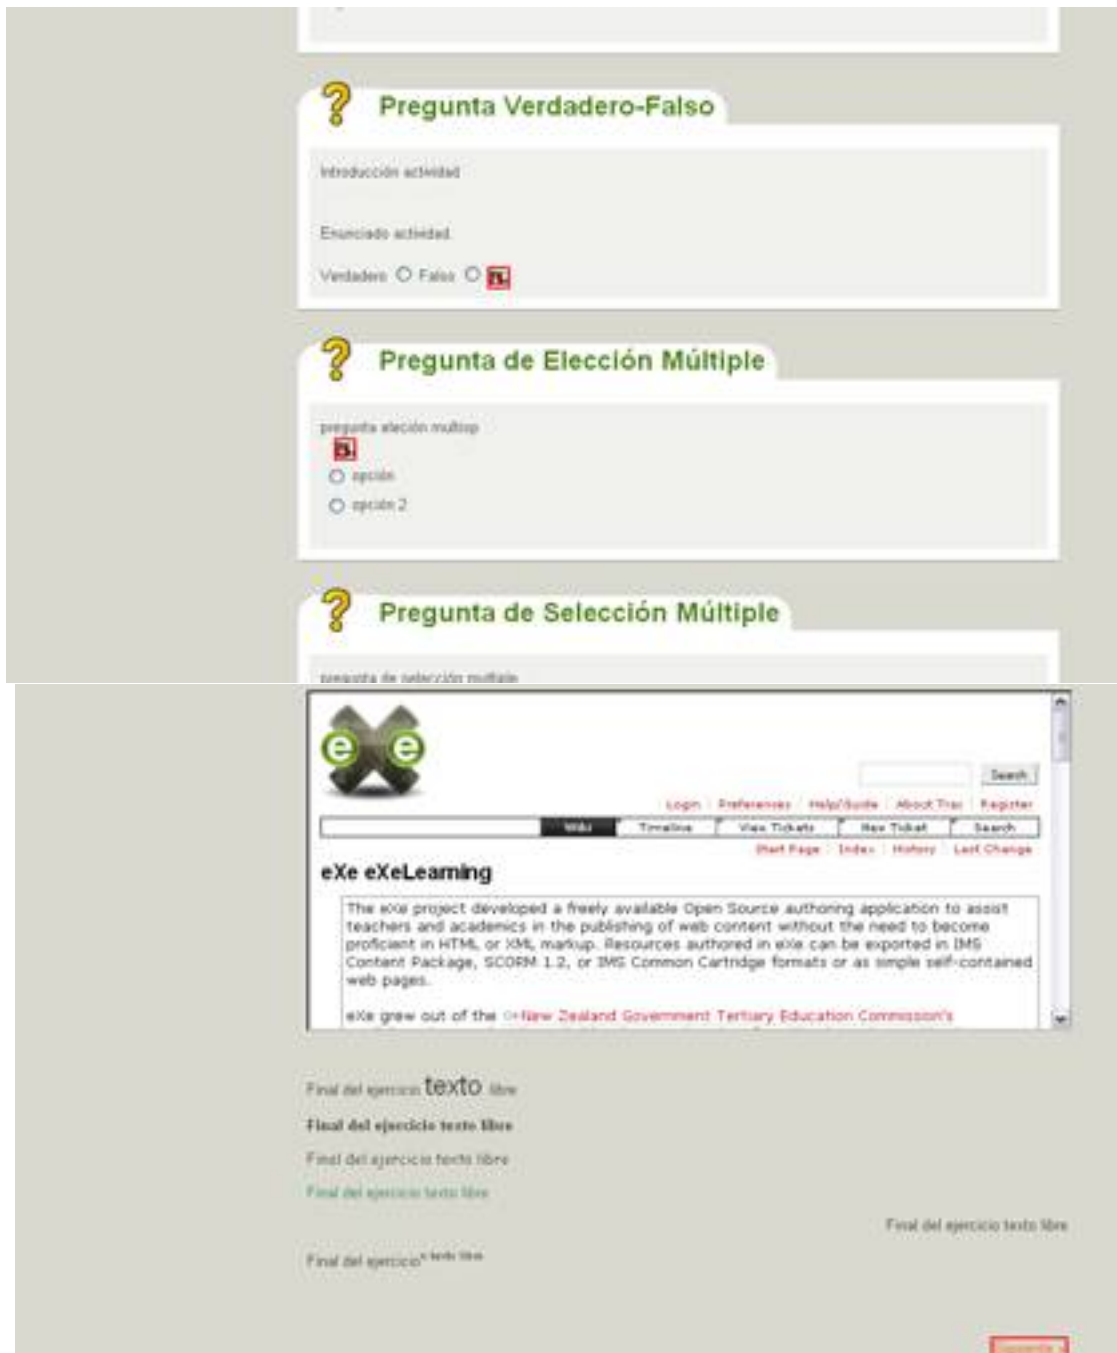 Pregunta Verdadero-Falso
Introducción actividad
Enunciado actividad.
Verdadero Falso
Pregunta de Elección Múltiple
pregunta eleción multiop
opción
opción 2
Pregunta de Selección Múltiple
pregunta de selección multiple
e e
Search
Login Preferences Help/Guide About Trac Register
Wiki Timeline View Tickets New Ticket Search
Start Page Index History Last Change
eXe eXeLearning
The eXe project developed a freely available Open Source authoring application to assist
teachers and academics in the publishing of web content without the need to become
proficient in HTML or XML markup. Resources authored in eXe can be exported in IMS
Content Package, SCORM 1.2, or IMS Common Cartridge formats or as simple self-contained
web pages.
eXe grew out of the New Zealand Government Tertiary Education Commission's
Final del ejercicio texto libre
Final del ejercicio texto libre
Final del ejercicio texto libre
Final del ejercicio texto libre
Final del ejercicio texto libre
Final del ejercicio texto libre